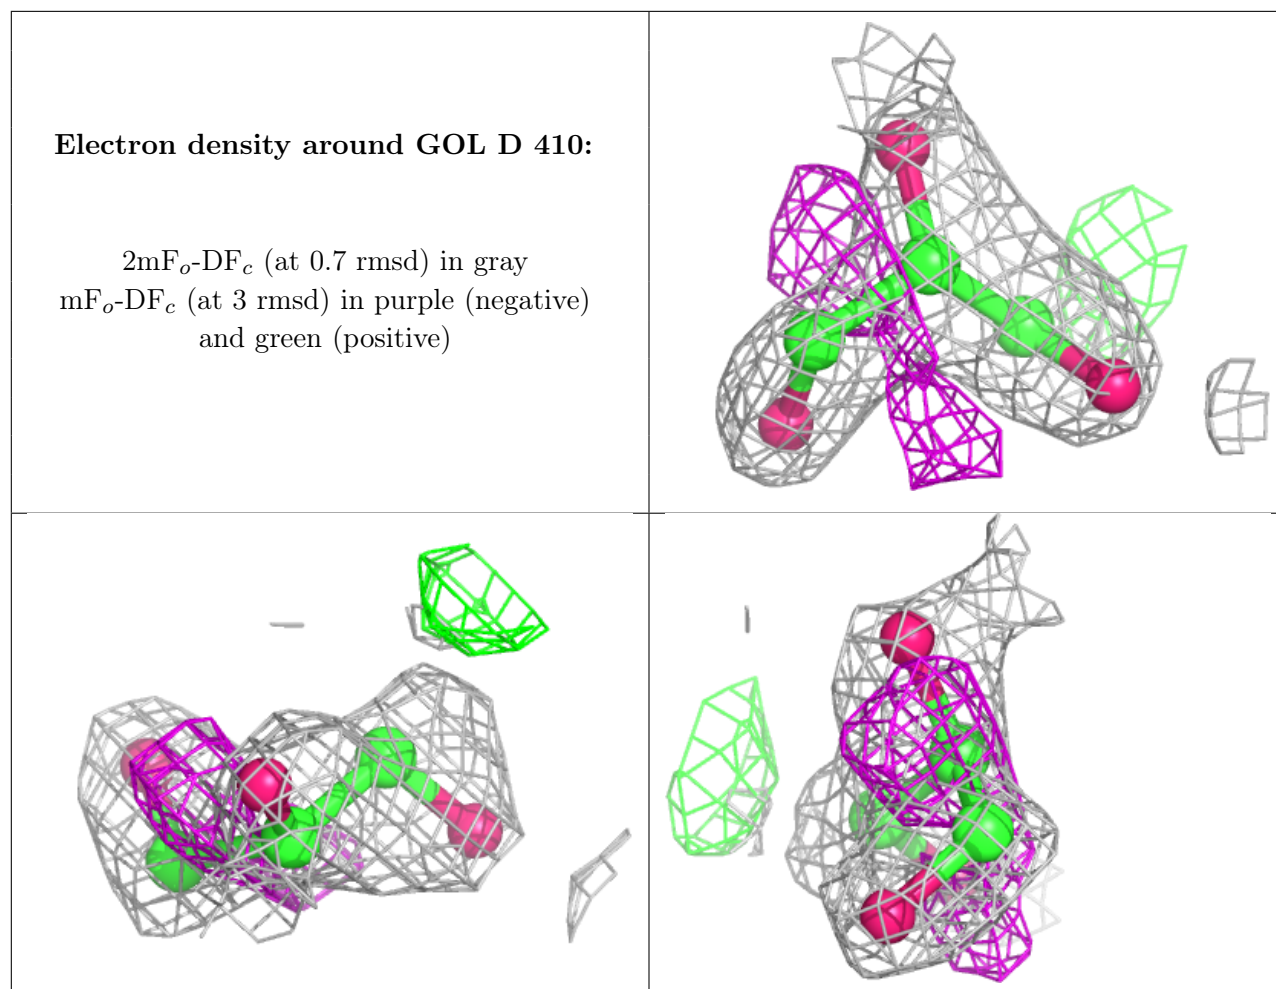 Electron density around GOL D 410:
2mFo-DFc (at 0.7 rmsd) in gray
mFo-DFc (at 3 rmsd) in purple (negative)
and green (positive)